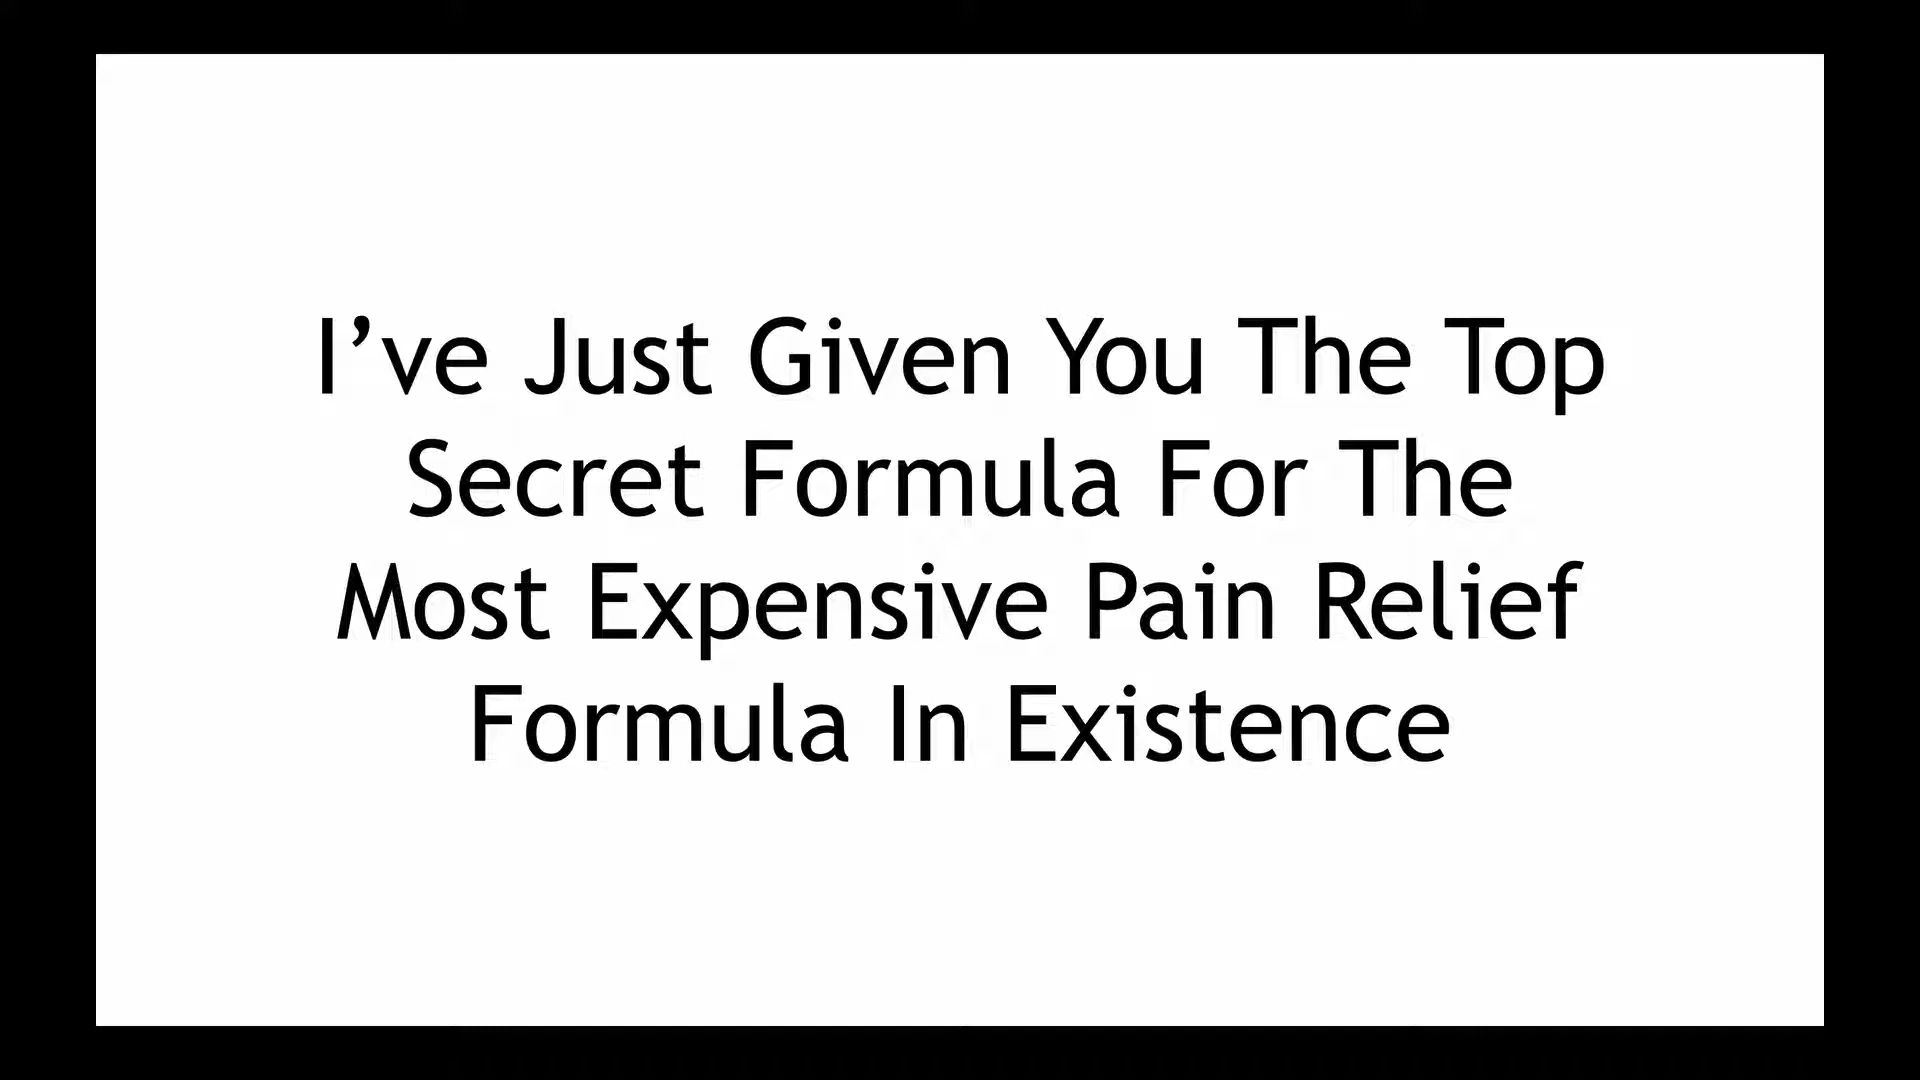 I’ve Just Given You The Top
Secret Formula For The
Most Expensive Pain Relief
Formula In Existence